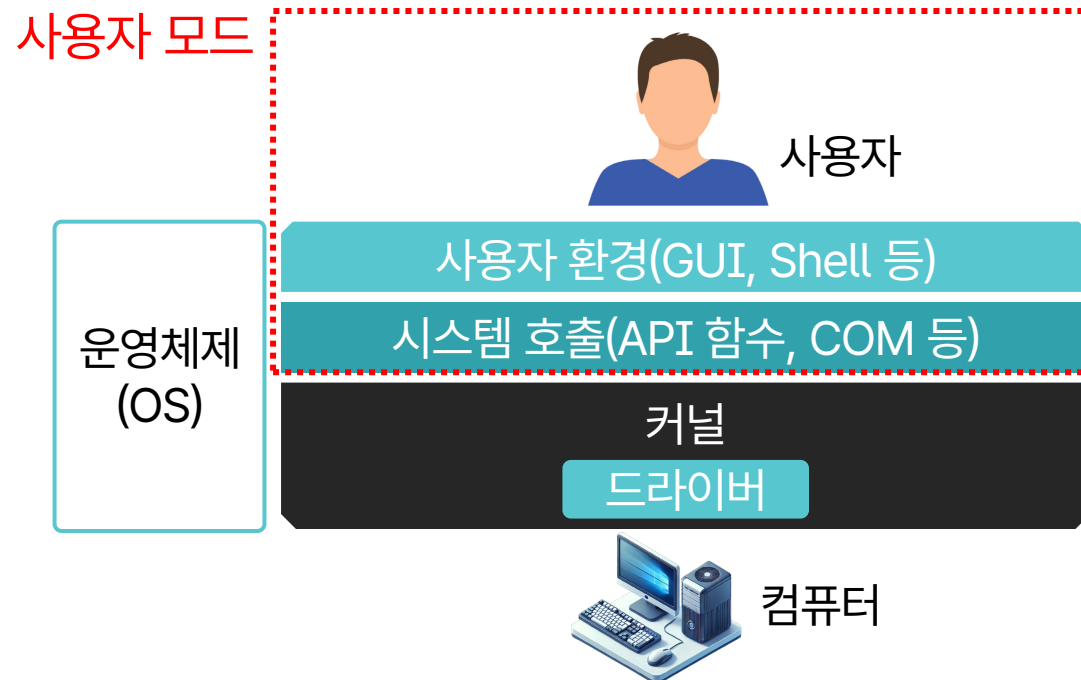 사용자 모드
사용자
사용자 환경(GUI, Shell 등)
시스템 호출(API 함수, COM 등)
운영체제
(OS)
커널
드라이버
컴퓨터